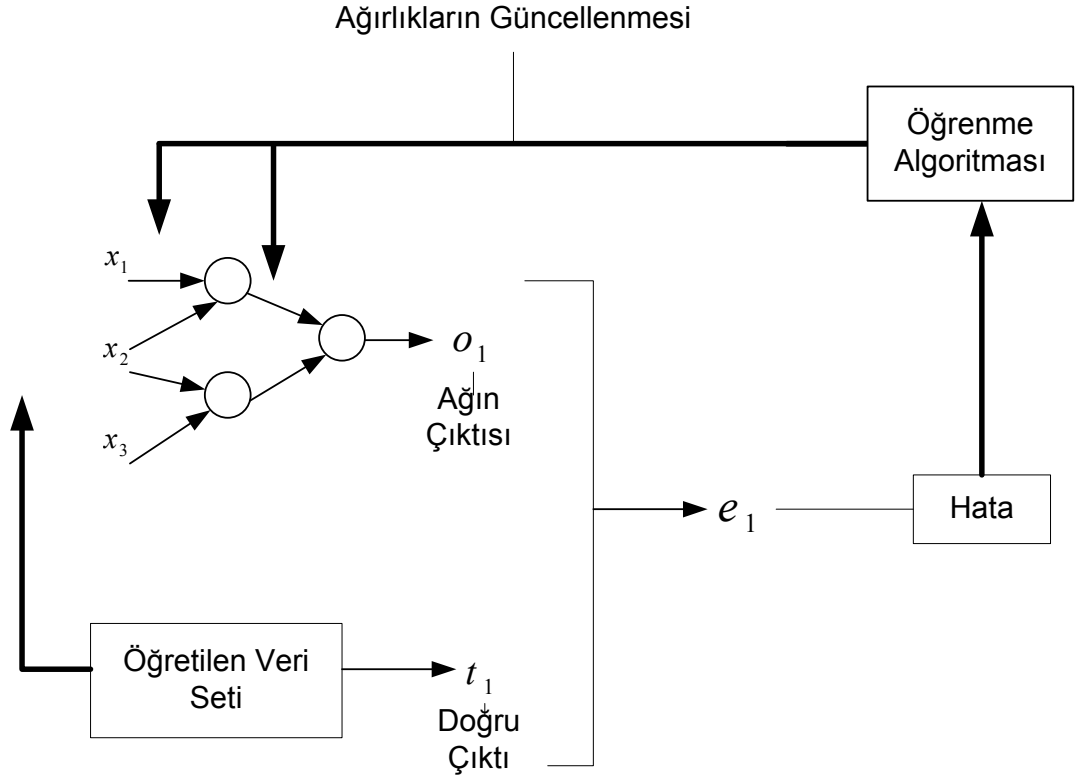 Ağırlıkların Güncellenmesi
Öğrenme
Algoritması
x₁
x₂
x₃
o₁
Ağın
Çıktısı
e₁
Hata
Öğretilen Veri
Seti
t₁
Doğru
Çıktı